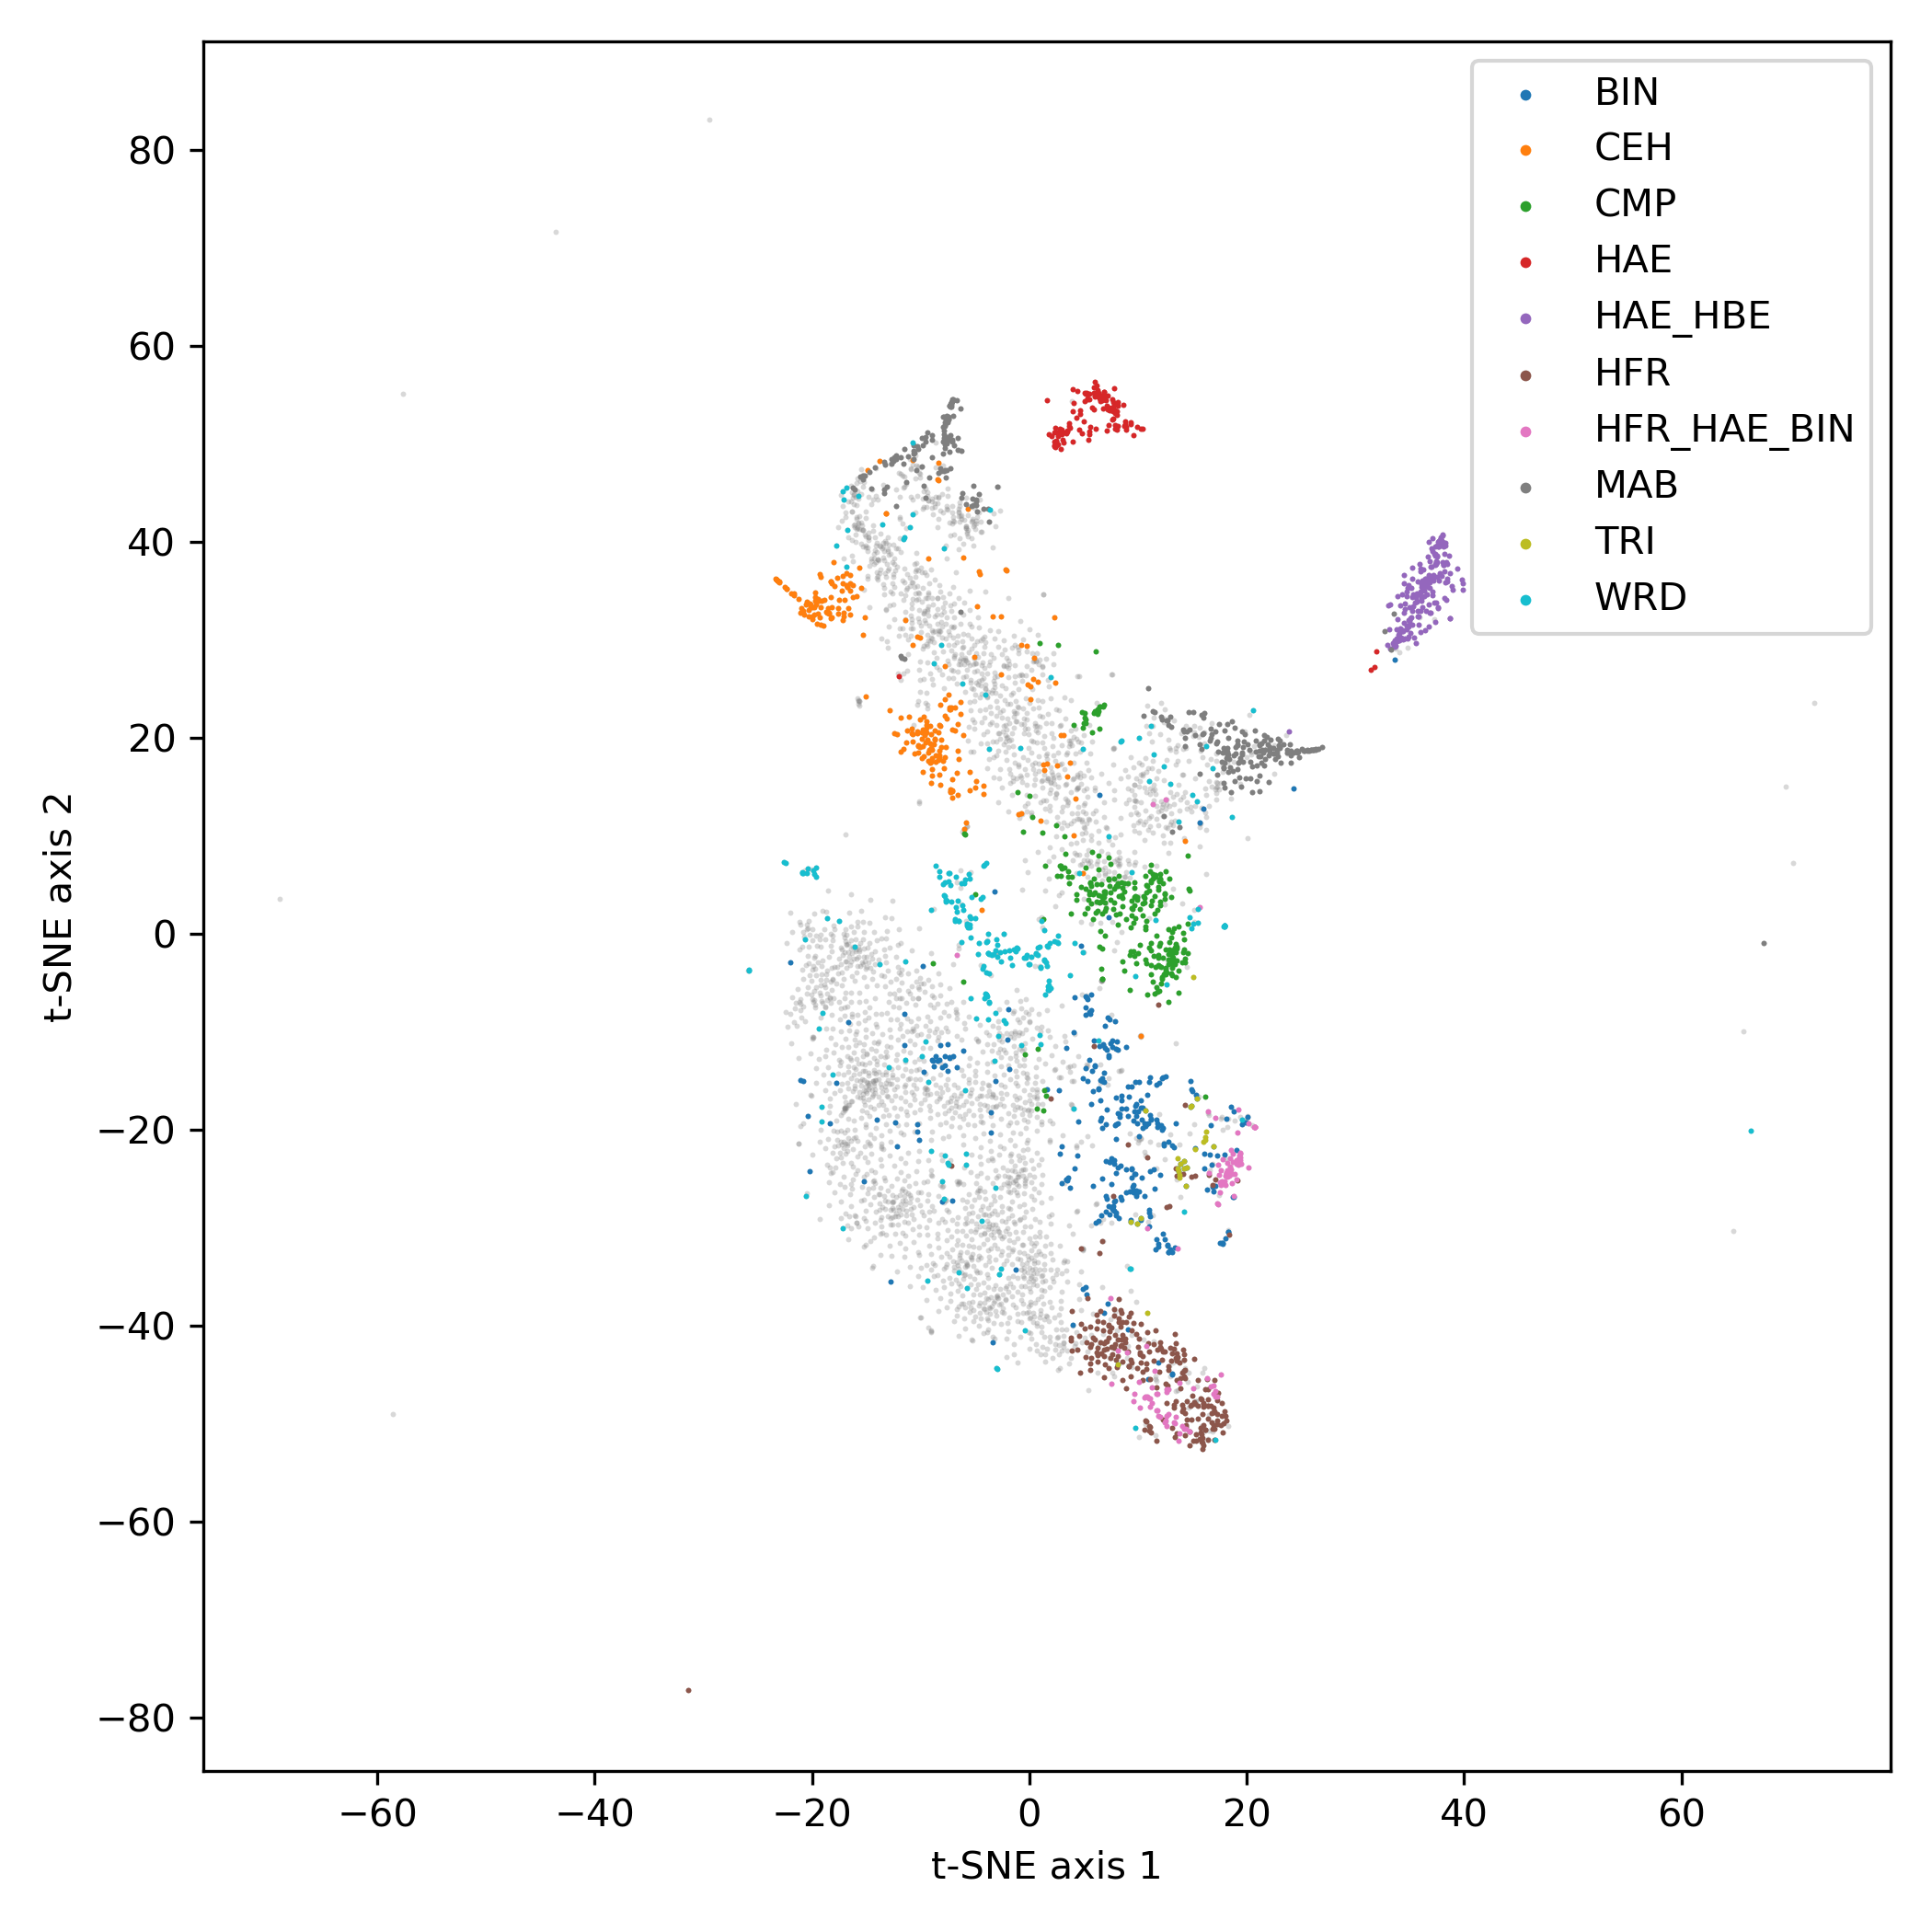 BIN
CEH
CMP
HAE
HAE_HBE
HFR
HFR_HAE_BIN
MAB
TRI
WRD
80
60
40
20
0
−20
−40
−60
−80
t-SNE axis 2
−60 −40 −20 0 20 40 60
t-SNE axis 1